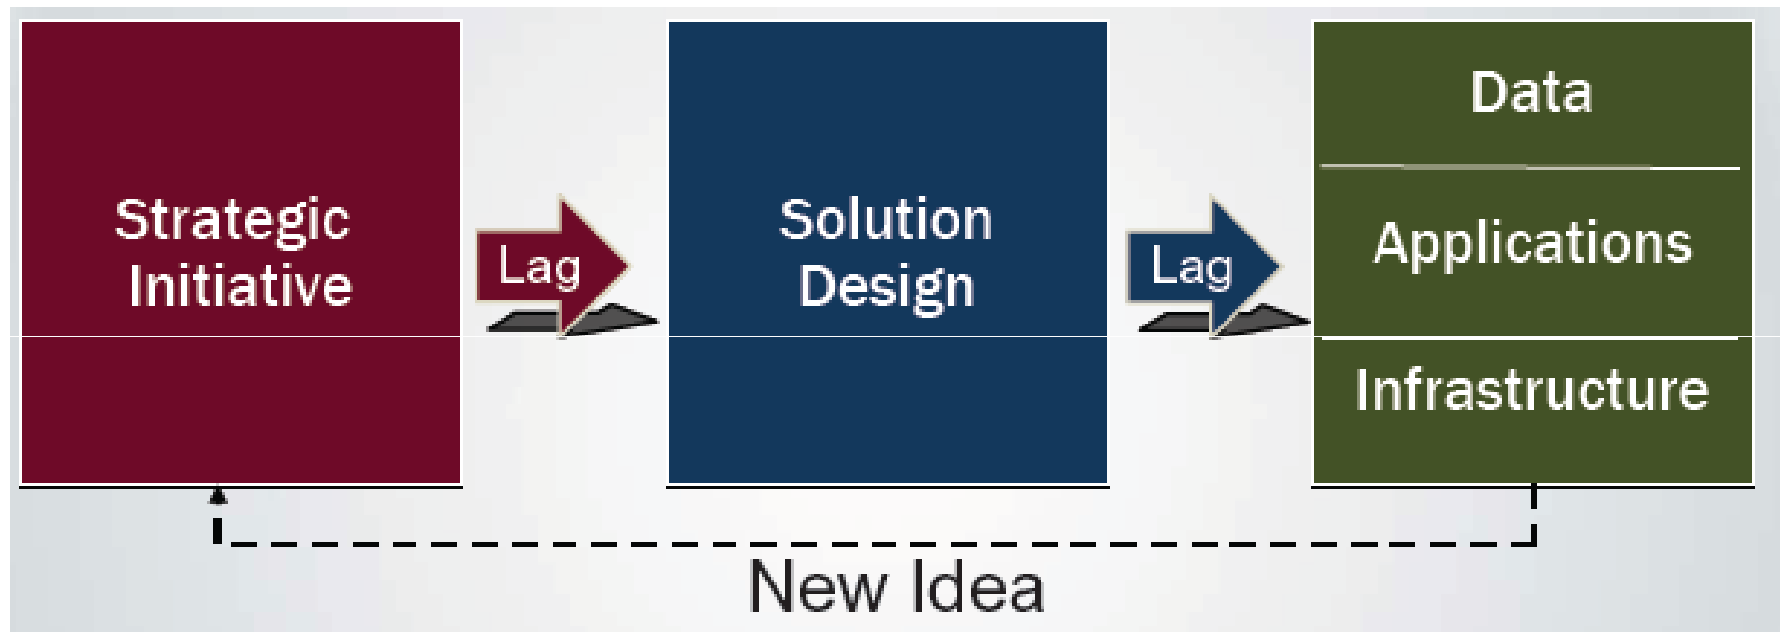 Strategic
Initiative
Lag
Solution
Design
Lag
Data
Applications
Infrastructure
New Idea